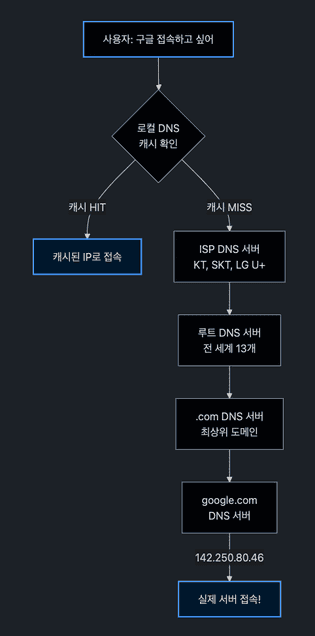 사용자: 구글 접속하고 싶어
로컬 DNS
캐시 확인
캐시 HIT
캐시 MISS
캐시된 IP로 접속
ISP DNS 서버
KT, SKT, LG U+
루트 DNS 서버
전 세계 13개
.com DNS 서버
최상위 도메인
google.com
DNS 서버
142.250.80.46
실제 서버 접속!